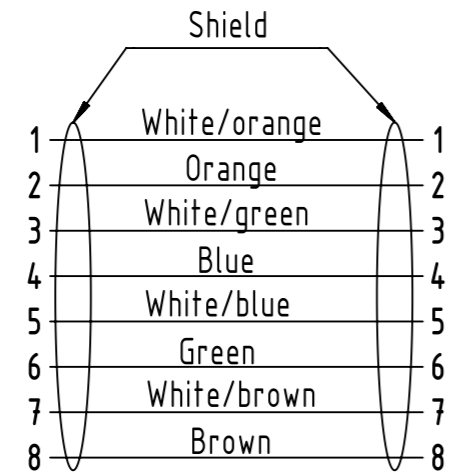 Shield
1 White/orange 1
2 Orange 2
3 White/green 3
4 Blue 4
5 White/blue 5
6 Green 6
7 White/brown 7
8 Brown 8